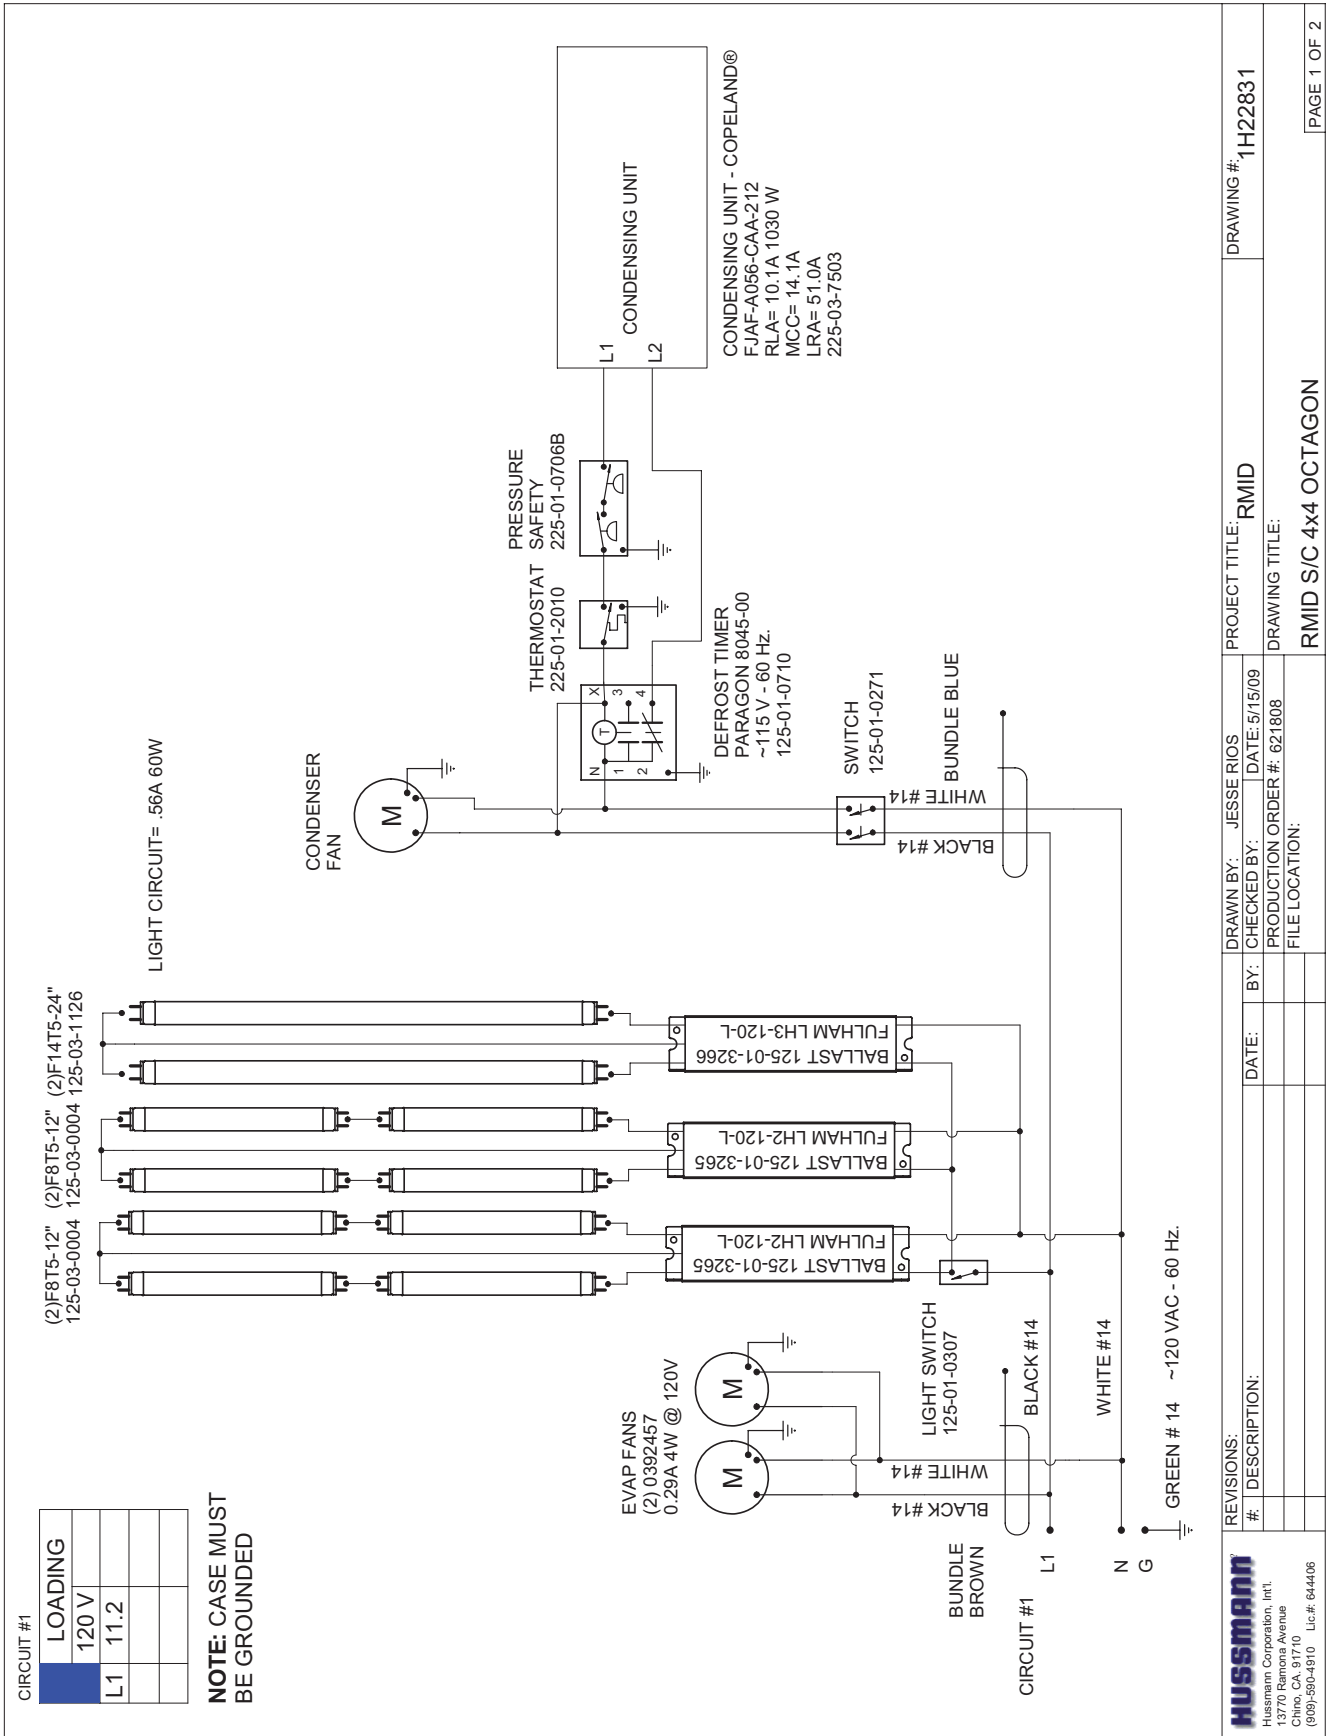 CIRCUIT #1
LOADING
120 V
L1 11.2
NOTE: CASE MUST
BE GROUNDED
(2)F8T5-12"
125-03-0004
(2)F8T5-12"
125-03-0004
(2)F14T5-24"
125-03-1126
LIGHT CIRCUIT= .56A 60W
CONDENSER
FAN
M
THERMOSTAT
225-01-2010
PRESSURE
SAFETY
225-01-0706B
CONDENSING UNIT
L1
L2
CONDENSING UNIT - COPELAND®
FJAF-A056-CAA-212
RLA= 10.1A 1030 W
MCC= 14.1A
LRA= 51.0A
225-03-7503
N
T
X
1
3
2
4
DEFROST TIMER
PARAGON 8045-00
~115 V - 60 Hz.
125-01-0710
SWITCH
125-01-0271
BLACK #14
WHITE #14
BUNDLE BLUE
BALLAST 125-01-3265
FULHAM LH2-120-L
BALLAST 125-01-3265
FULHAM LH2-120-L
BALLAST 125-01-3266
FULHAM LH3-120-L
EVAP FANS
(2) 0392457
0.29A 4W @ 120V
M
M
LIGHT SWITCH
125-01-0307
BLACK #14
WHITE #14
BUNDLE
BROWN
CIRCUIT #1
L1
BLACK #14
N
WHITE #14
G
GREEN # 14
~120 VAC - 60 Hz.
HUSSMANN
Hussmann Corporation, Int'l.
13770 Ramona Avenue
Chino, CA. 91710
(909)-590-4910 Lic.#: 644406
REVISIONS:
#: DESCRIPTION: DATE: BY:
DRAWN BY: JESSE RIOS
CHECKED BY: DATE: 5/15/09
PRODUCTION ORDER #: 621808
FILE LOCATION:
PROJECT TITLE:
RMID
DRAWING #:
1H22831
DRAWING TITLE:
RMID S/C 4x4 OCTAGON
PAGE 1 OF 2